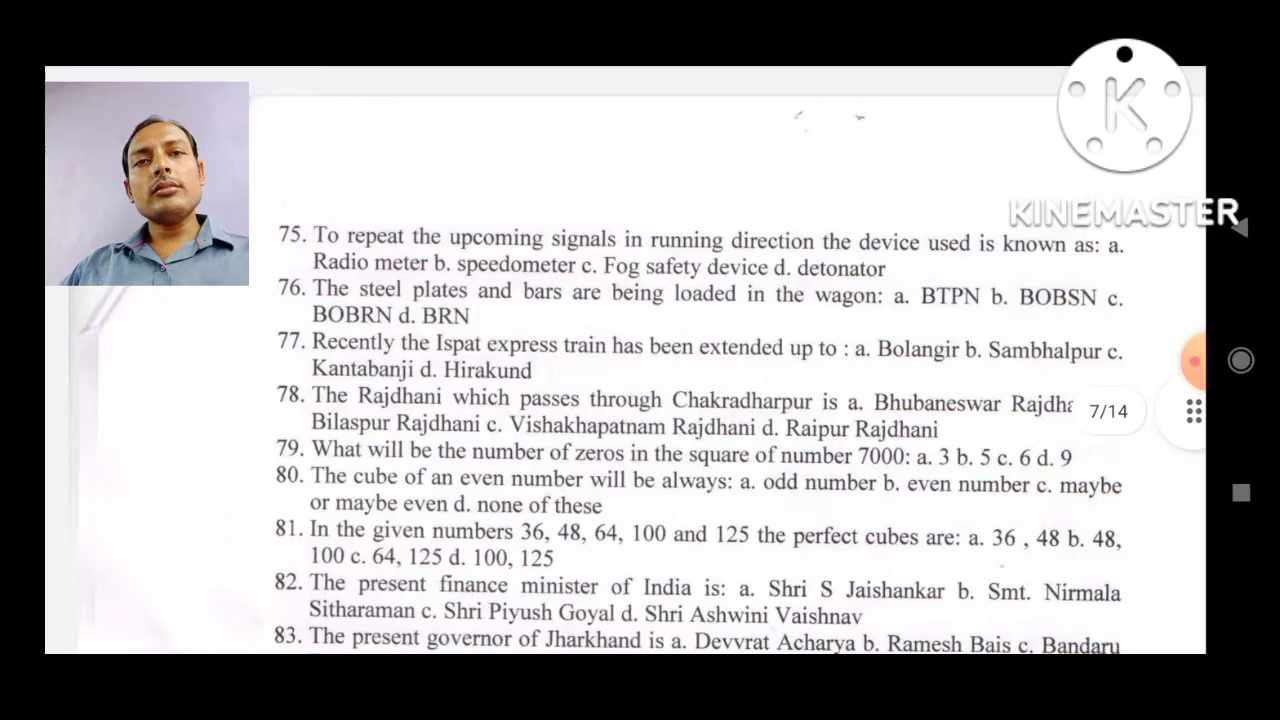 K
KINEMASTER
75. To repeat the upcoming signals in running direction the device used is known as: a.
Radio meter b. speedometer c. Fog safety device d. detonator
76. The steel plates and bars are being loaded in the wagon: a. BTPN b. BOBSN c.
BOBRN d. BRN
77. Recently the Ispat express train has been extended up to : a. Bolangir b. Sambhalpur c.
Kantabanji d. Hirakund
78. The Rajdhani which passes through Chakradharpur is a. Bhubaneswar Rajdha
7/14
Bilaspur Rajdhani c. Vishakhapatnam Rajdhani d. Raipur Rajdhani
79. What will be the number of zeros in the square of number 7000: a. 3 b. 5 c. 6 d. 9
80. The cube of an even number will be always: a. odd number b. even number c. maybe
or maybe even d. none of these
81. In the given numbers 36, 48, 64, 100 and 125 the perfect cubes are: a. 36 , 48 b. 48,
100 c. 64, 125 d. 100, 125
82. The present finance minister of India is: a. Shri S Jaishankar b. Smt. Nirmala
Sitharaman c. Shri Piyush Goyal d. Shri Ashwini Vaishnav
83. The present governor of Jharkhand is a. Devvrat Acharya b. Ramesh Bais c. Bandaru